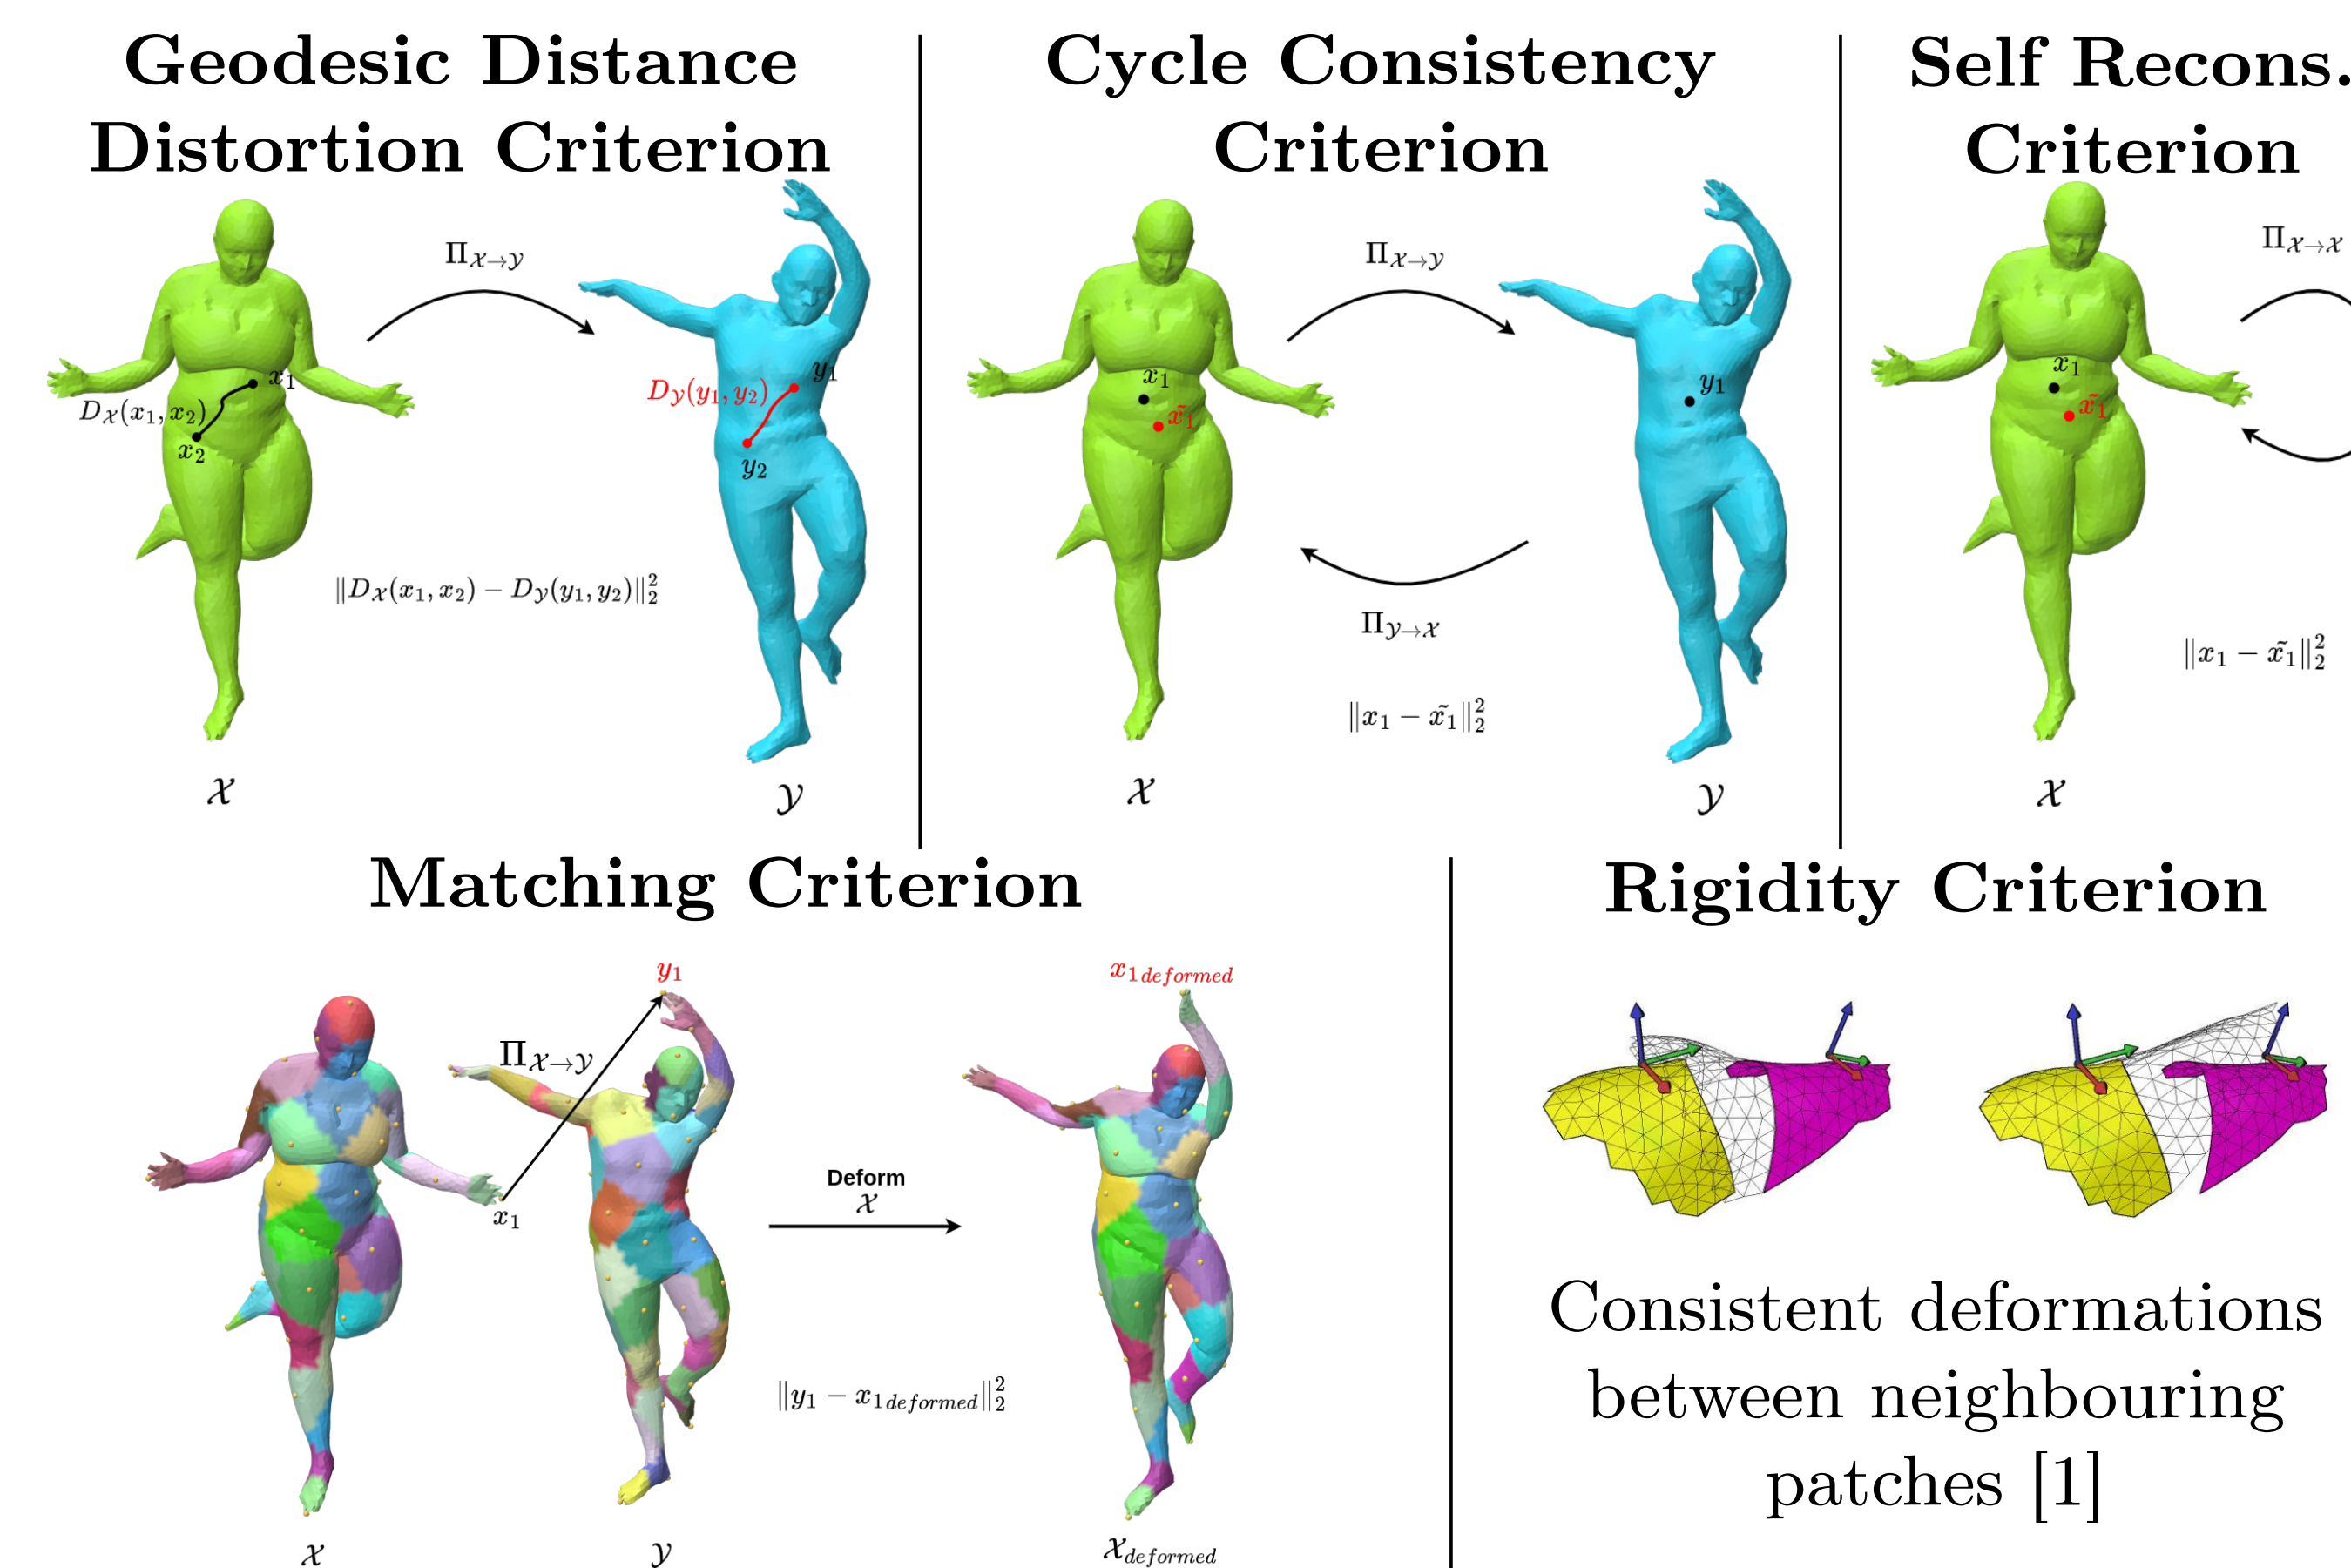 Geodesic Distance
Distortion Criterion
Π𝒳→𝒴
x₁
D𝒳(x₁, x₂)
x₂
D𝒴(y₁, y₂)
y₁
y₂
‖D𝒳(x₁, x₂) − D𝒴(y₁, y₂)‖₂²
𝒳
𝒴
Cycle Consistency
Criterion
Π𝒳→𝒴
x₁
x̃₁
y₁
Π𝒴→𝒳
‖x₁ − x̃₁‖₂²
𝒳
𝒴
Self Recons.
Criterion
Π𝒳→𝒳
x₁
x̃₁
‖x₁ − x̃₁‖₂²
𝒳
Matching Criterion
y₁
x₁deformed
Π𝒳→𝒴
x₁
Deform
𝒳
‖y₁ − x₁deformed‖₂²
𝒳
𝒴
𝒳deformed
Rigidity Criterion
Consistent deformations
between neighbouring
patches [1]